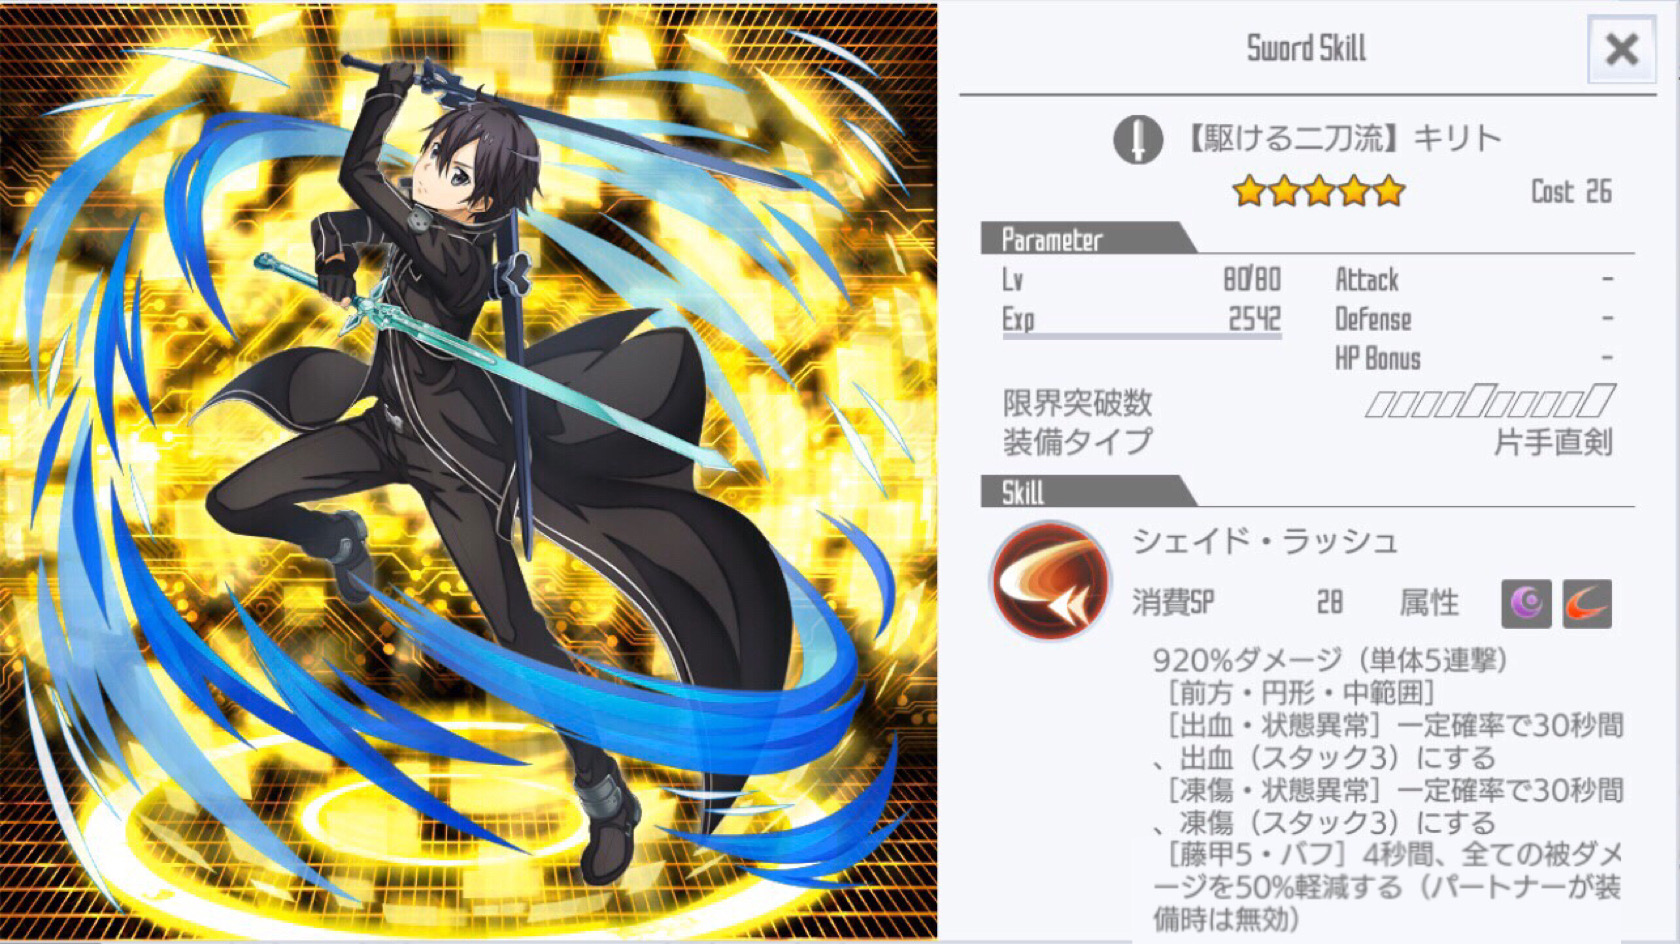 Sword Skill
【駆ける二刀流】キリト
Cost 26
Parameter
Lv 80/80 Attack -
Exp 2542 Defense -
HP Bonus -
限界突破数
装備タイプ 片手直剣
Skill
シェイド・ラッシュ
消費SP 28 属性
920%ダメージ（単体5連撃）
［前方・円形・中範囲］
［出血・状態異常］一定確率で30秒間
、出血（スタック3）にする
［凍傷・状態異常］一定確率で30秒間
、凍傷（スタック3）にする
［藤甲5・バフ］4秒間、全ての被ダメ
ージを50%軽減する（パートナーが装
備時は無効）